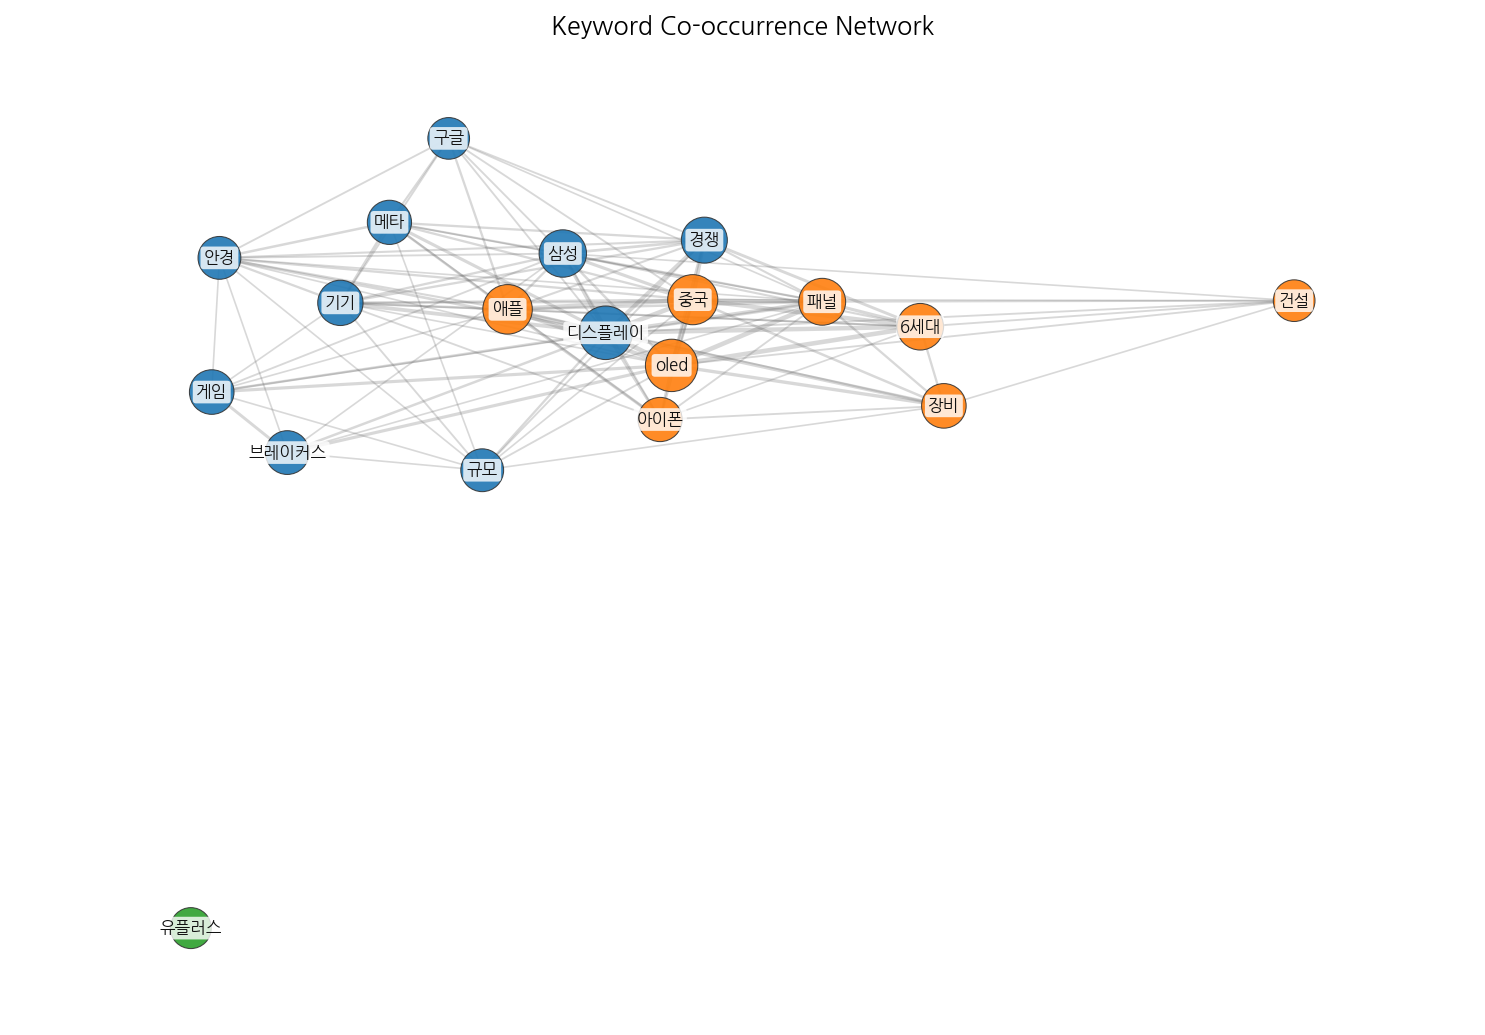 Keyword Co-occurrence Network
구글
메타
경쟁
삼성
안경
기기
애플
중국
패널
건설
6세대
디스플레이
oled
게임
장비
아이폰
브레이커스
규모
유플러스